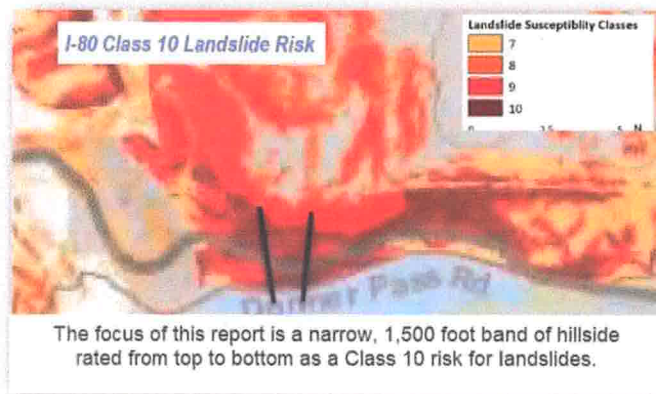 I-80 Class 10 Landslide Risk
Landslide Susceptiblity Classes
7
8
9
10
0
N
Donner Pass Rd
The focus of this report is a narrow, 1,500 foot band of hillside
rated from top to bottom as a Class 10 risk for landslides.